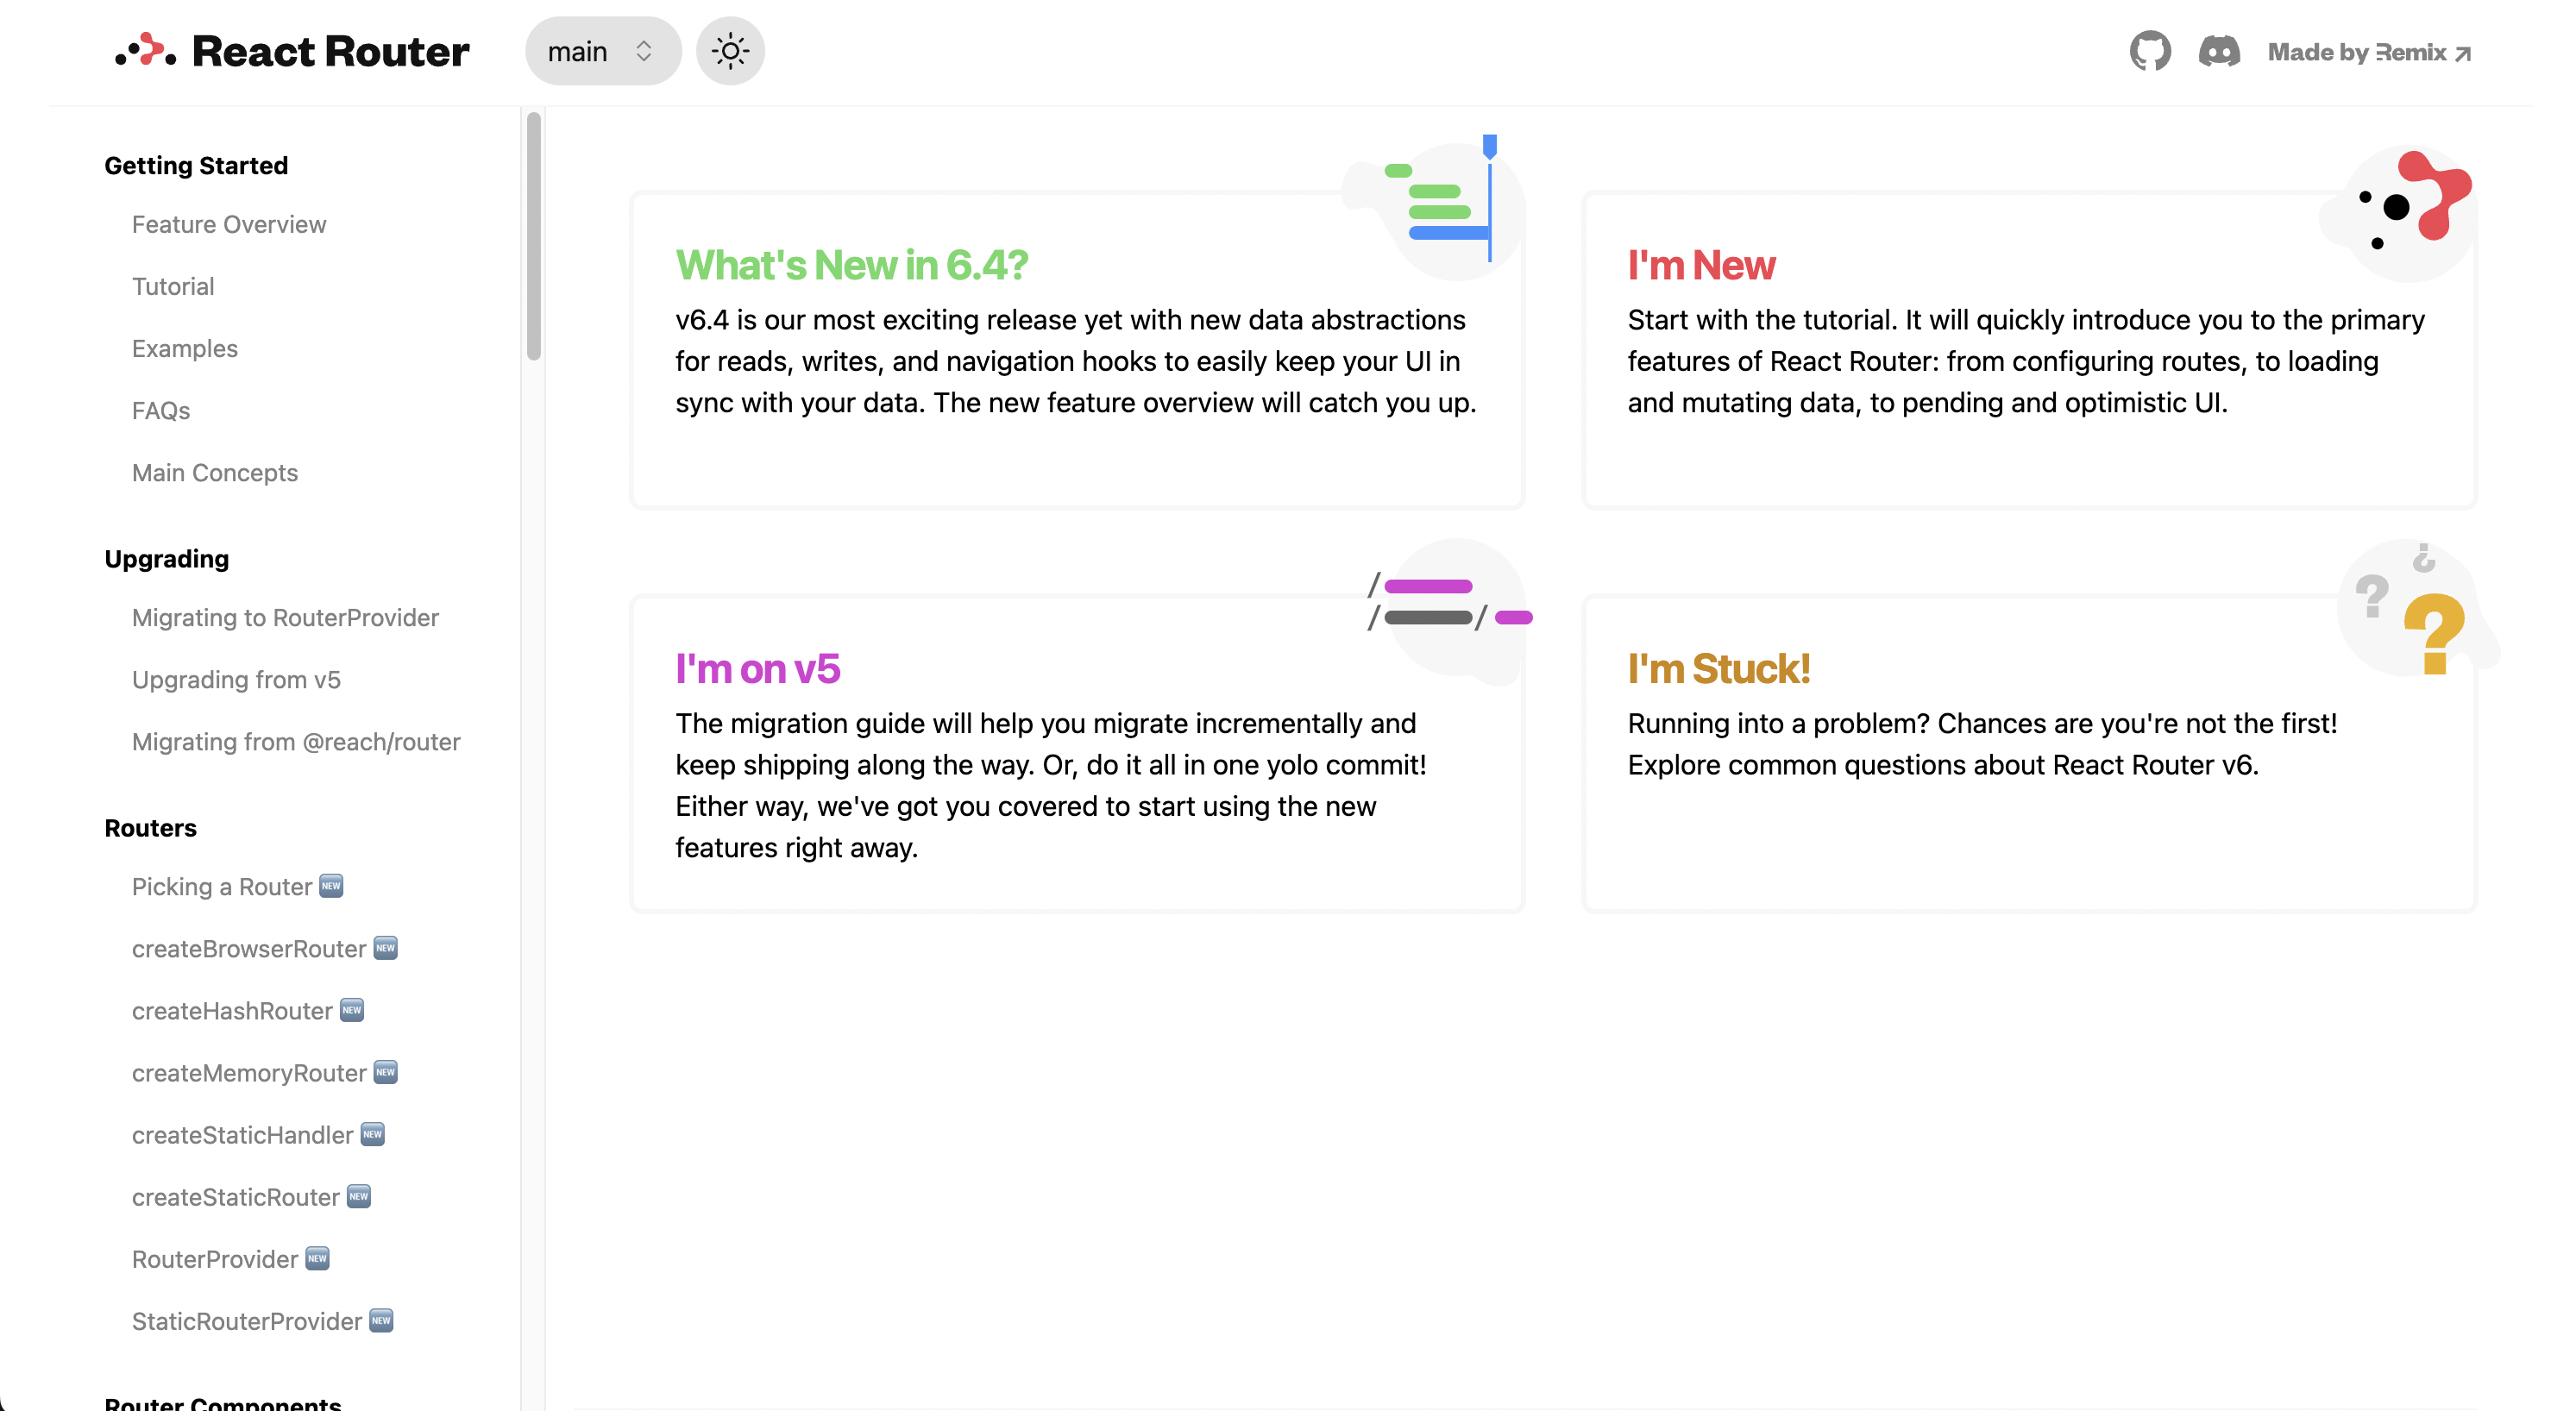 React Router
main
Made by Remix
Getting Started
Feature Overview
Tutorial
Examples
FAQs
Main Concepts
Upgrading
Migrating to RouterProvider
Upgrading from v5
Migrating from @reach/router
Routers
Picking a Router NEW
createBrowserRouter NEW
createHashRouter NEW
createMemoryRouter NEW
createStaticHandler NEW
createStaticRouter NEW
RouterProvider NEW
StaticRouterProvider NEW
Router Components
What's New in 6.4?
v6.4 is our most exciting release yet with new data abstractions
for reads, writes, and navigation hooks to easily keep your UI in
sync with your data. The new feature overview will catch you up.
I'm New
Start with the tutorial. It will quickly introduce you to the primary
features of React Router: from configuring routes, to loading
and mutating data, to pending and optimistic UI.
I'm on v5
The migration guide will help you migrate incrementally and
keep shipping along the way. Or, do it all in one yolo commit!
Either way, we've got you covered to start using the new
features right away.
I'm Stuck!
Running into a problem? Chances are you're not the first!
Explore common questions about React Router v6.